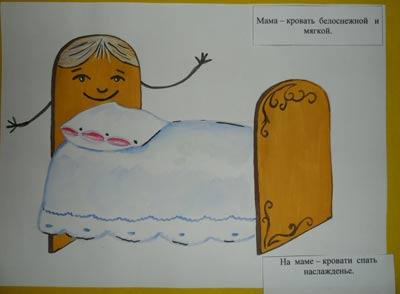 Мама – кровать белоснежной и
мягкой.
На маме – кровати спать
наслажденье.